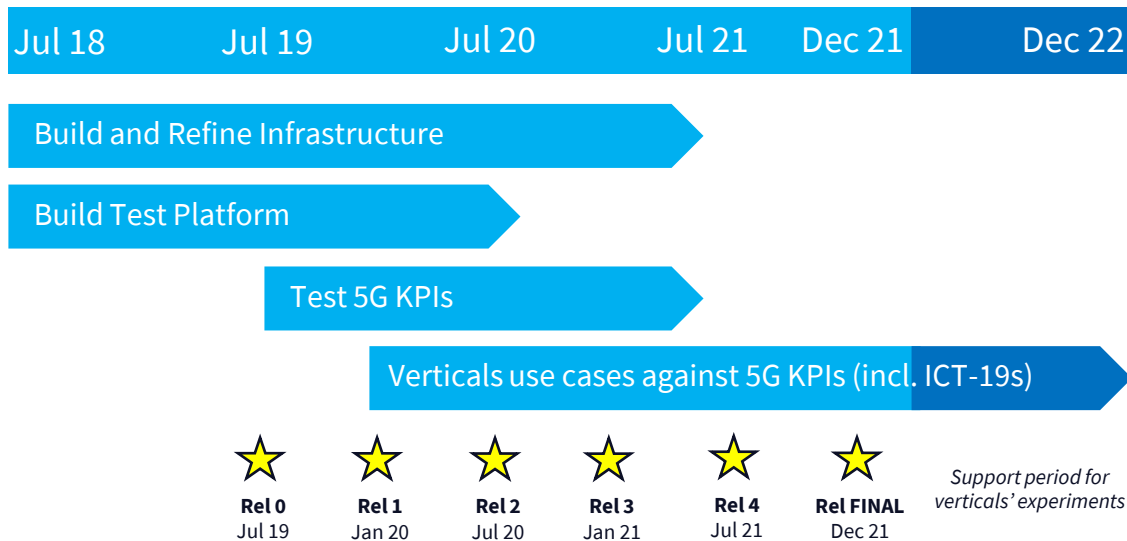 Jul 18 Jul 19 Jul 20 Jul 21 Dec 21 Dec 22
Build and Refine Infrastructure
Build Test Platform
Test 5G KPIs
Verticals use cases against 5G KPIs (incl. ICT-19s)
Rel 0
Jul 19
Rel 1
Jan 20
Rel 2
Jul 20
Rel 3
Jan 21
Rel 4
Jul 21
Rel FINAL
Dec 21
Support period for
verticals’ experiments